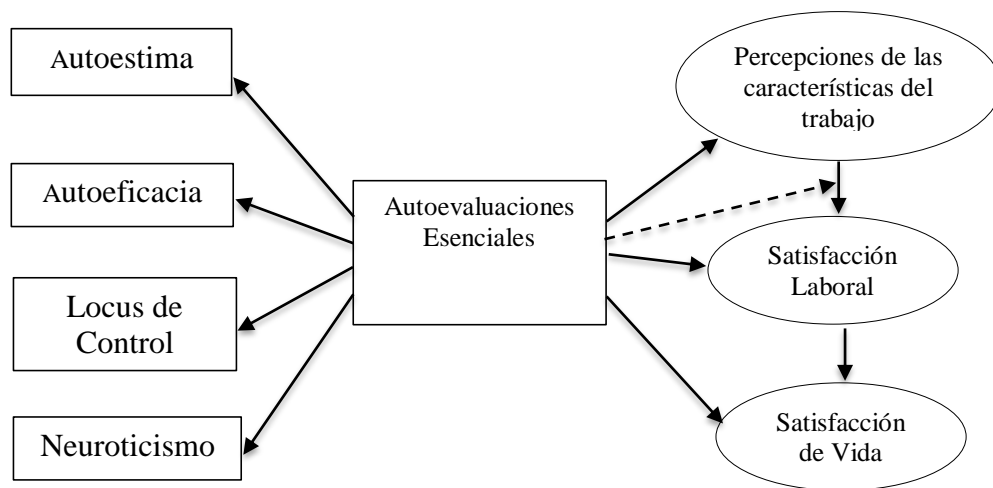 Autoestima
Autoeficacia
Locus de
Control
Neuroticismo
Autoevaluaciones
Esenciales
Percepciones de las
características del
trabajo
Satisfacción
Laboral
Satisfacción
de Vida